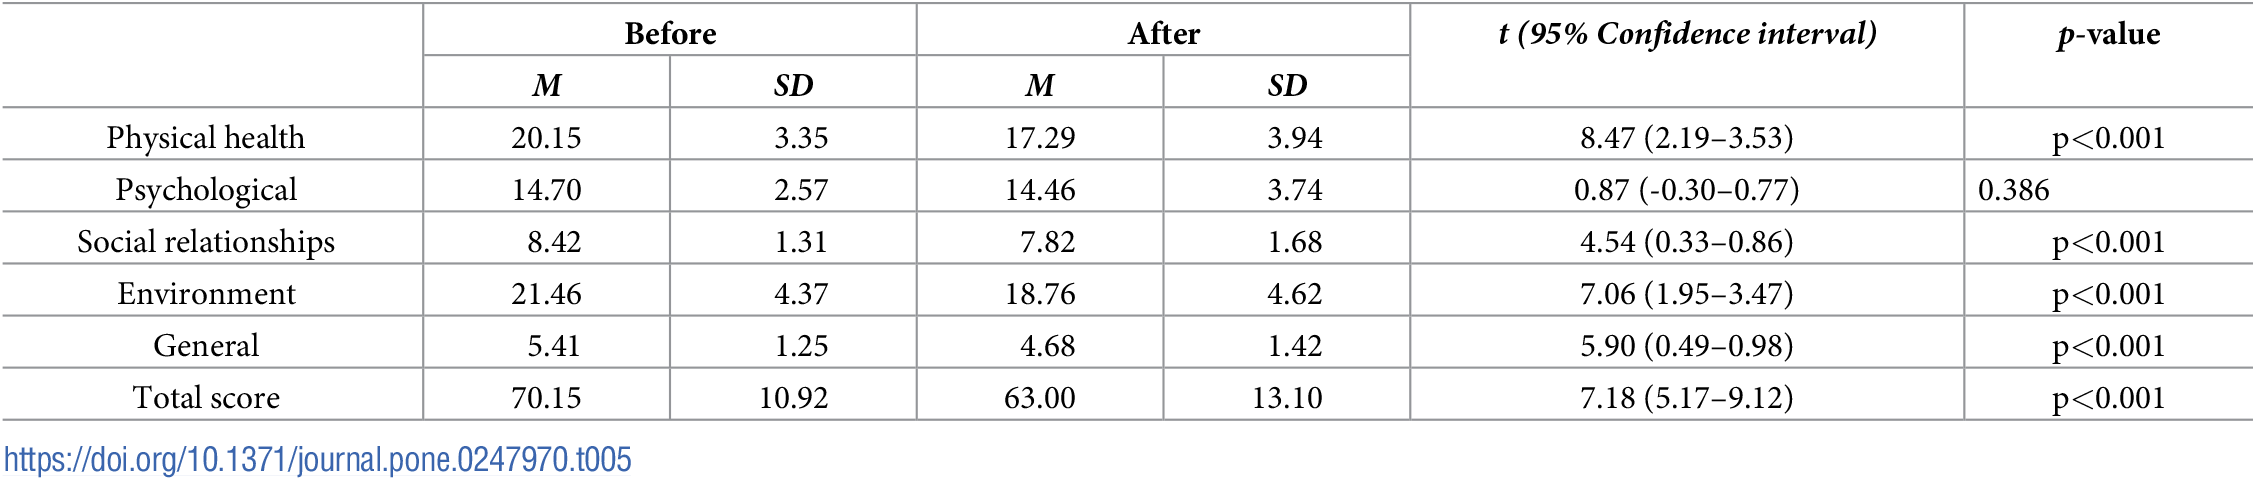 Before After t (95% Confidence interval) p-value
M SD M SD
Physical health 20.15 3.35 17.29 3.94 8.47 (2.19–3.53) p<0.001
Psychological 14.70 2.57 14.46 3.74 0.87 (-0.30–0.77) 0.386
Social relationships 8.42 1.31 7.82 1.68 4.54 (0.33–0.86) p<0.001
Environment 21.46 4.37 18.76 4.62 7.06 (1.95–3.47) p<0.001
General 5.41 1.25 4.68 1.42 5.90 (0.49–0.98) p<0.001
Total score 70.15 10.92 63.00 13.10 7.18 (5.17–9.12) p<0.001
https://doi.org/10.1371/journal.pone.0247970.t005